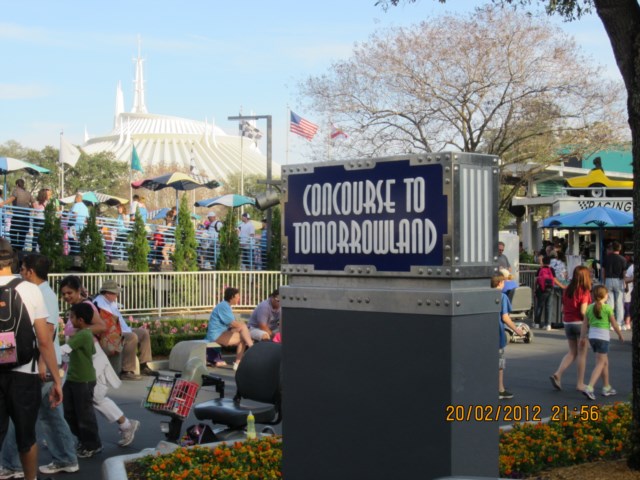 CONCOURSE TO
TOMORROWLAND
RACING
20/02/2012 21:56